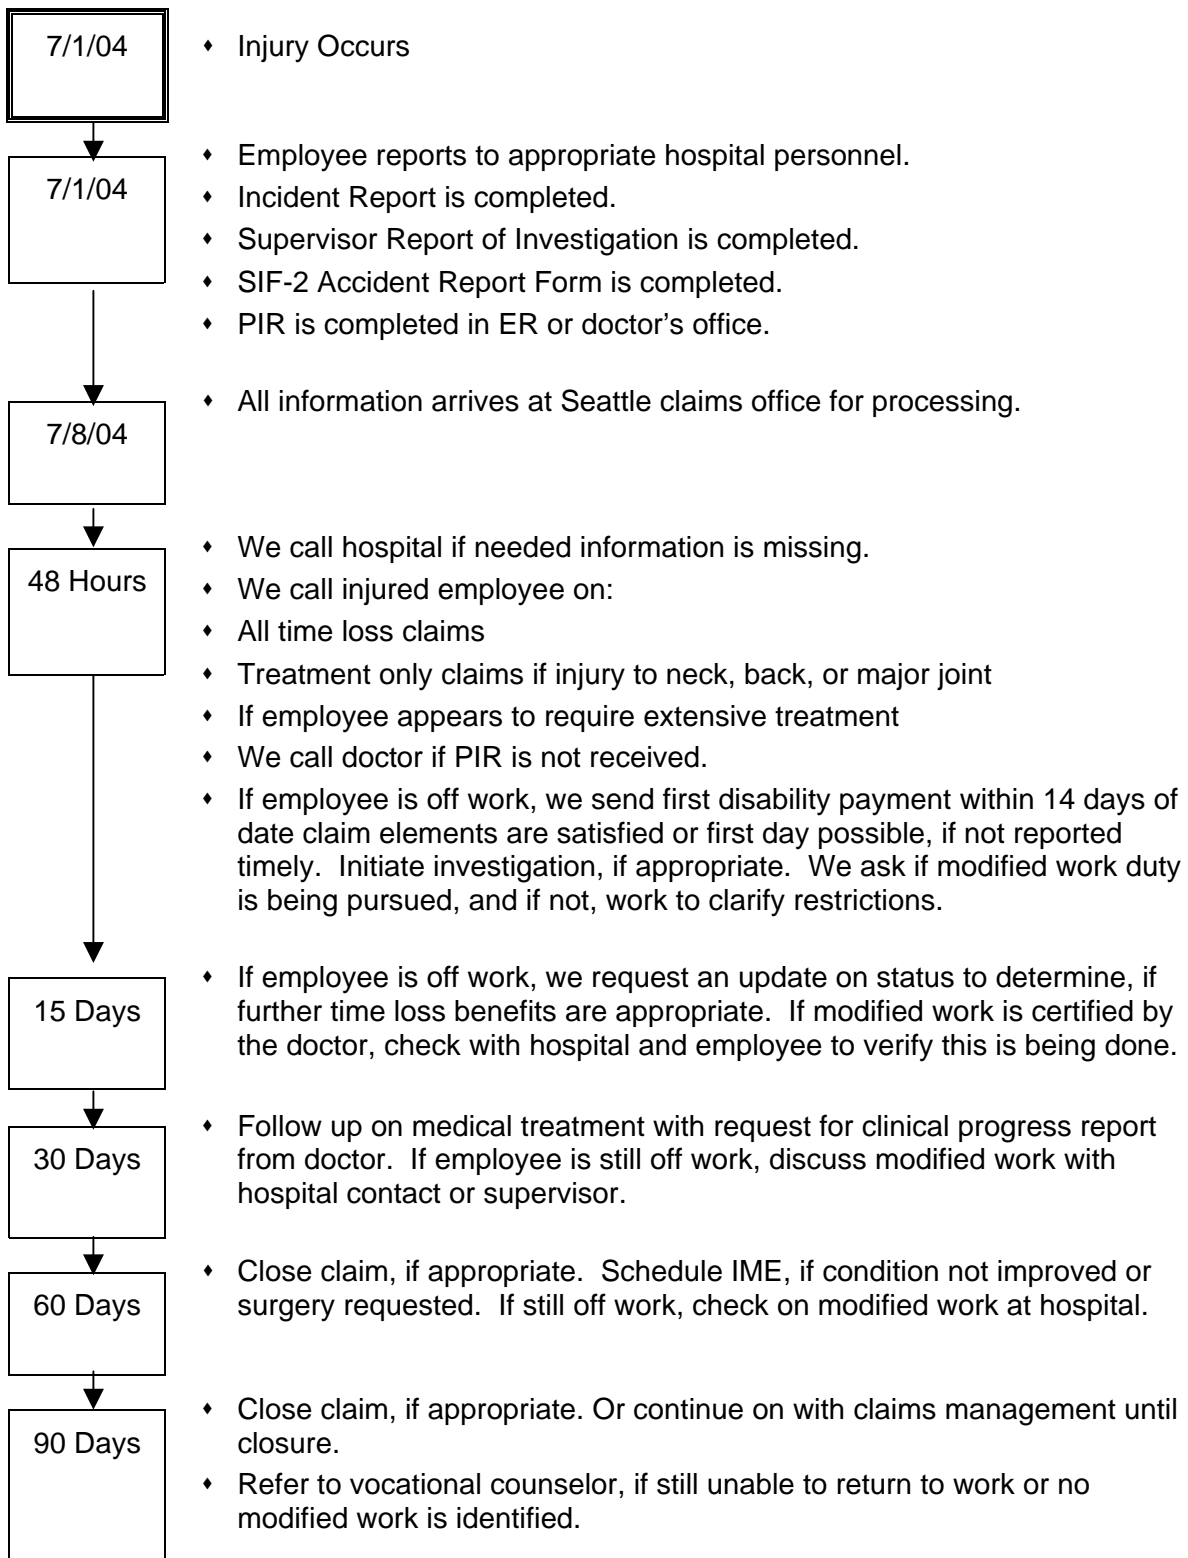 7/1/04
⬧ Injury Occurs
7/1/04
⬧ Employee reports to appropriate hospital personnel.
⬧ Incident Report is completed.
⬧ Supervisor Report of Investigation is completed.
⬧ SIF-2 Accident Report Form is completed.
⬧ PIR is completed in ER or doctor’s office.
7/8/04
⬧ All information arrives at Seattle claims office for processing.
48 Hours
⬧ We call hospital if needed information is missing.
⬧ We call injured employee on:
⬧ All time loss claims
⬧ Treatment only claims if injury to neck, back, or major joint
⬧ If employee appears to require extensive treatment
⬧ We call doctor if PIR is not received.
⬧ If employee is off work, we send first disability payment within 14 days of
date claim elements are satisfied or first day possible, if not reported
timely. Initiate investigation, if appropriate. We ask if modified work duty
is being pursued, and if not, work to clarify restrictions.
15 Days
⬧ If employee is off work, we request an update on status to determine, if
further time loss benefits are appropriate. If modified work is certified by
the doctor, check with hospital and employee to verify this is being done.
30 Days
⬧ Follow up on medical treatment with request for clinical progress report
from doctor. If employee is still off work, discuss modified work with
hospital contact or supervisor.
60 Days
⬧ Close claim, if appropriate. Schedule IME, if condition not improved or
surgery requested. If still off work, check on modified work at hospital.
90 Days
⬧ Close claim, if appropriate. Or continue on with claims management until
closure.
⬧ Refer to vocational counselor, if still unable to return to work or no
modified work is identified.